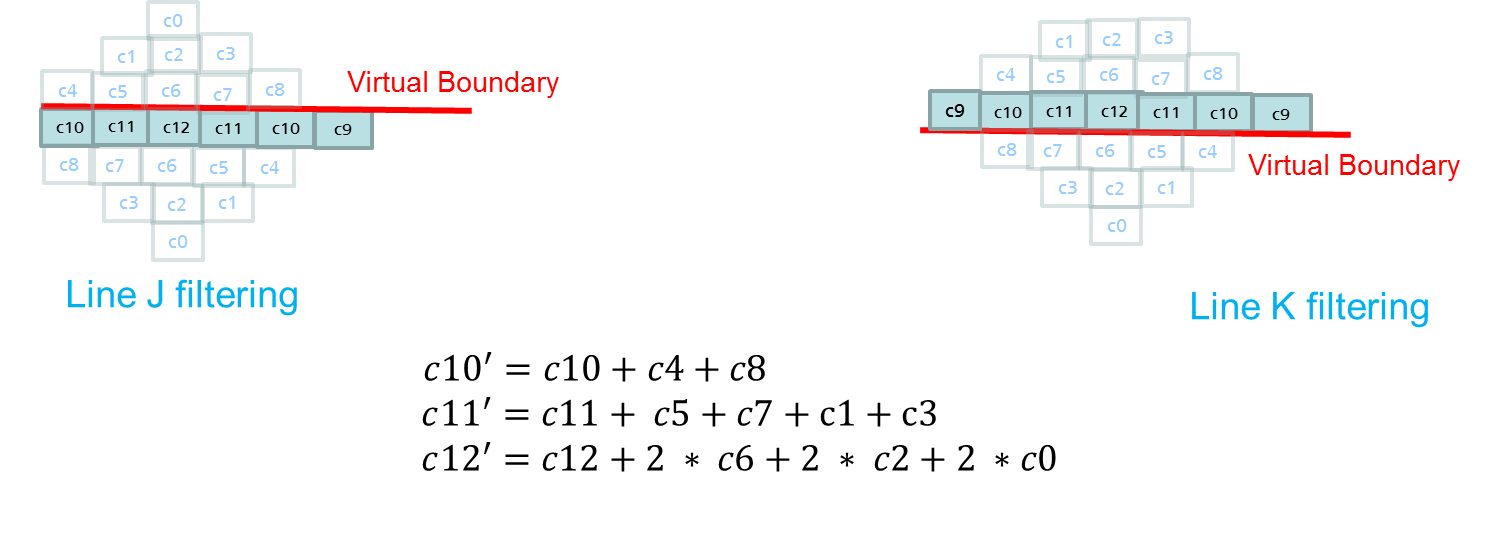 c0
c1 c2 c3
c4 c5 c6 c7 c8
Virtual Boundary
c10 c11 c12 c11 c10 c9
c8 c7 c6 c5 c4
c3 c2 c1
c0
Line J filtering
c1 c2 c3
c4 c5 c6 c7 c8
c9 c10 c11 c12 c11 c10 c9
c8 c7 c6 c5 c4
Virtual Boundary
c3 c2 c1
c0
Line K filtering
c10′ = c10 + c4 + c8
c11′ = c11 + c5 + c7 + c1 + c3
c12′ = c12 + 2 * c6 + 2 * c2 + 2 * c0